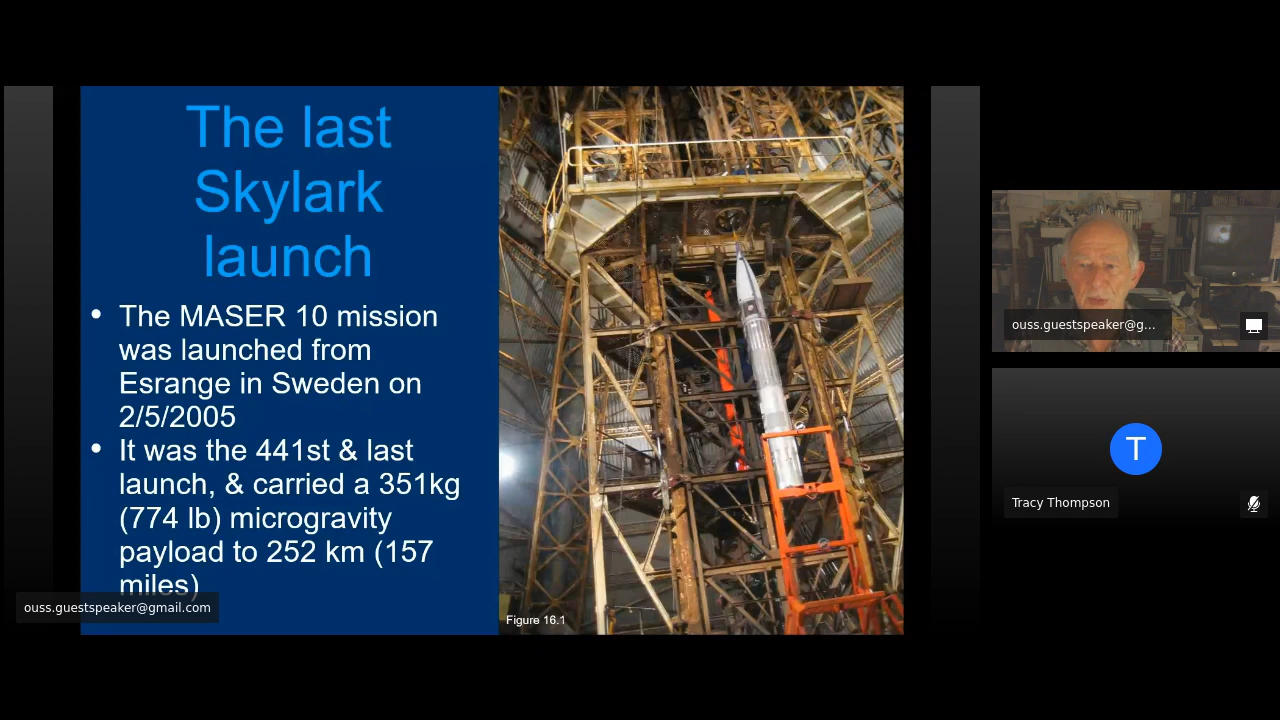 The last
Skylark
launch
• The MASER 10 mission
was launched from
Esrange in Sweden on
2/5/2005
• It was the 441st & last
launch, & carried a 351kg
(774 lb) microgravity
payload to 252 km (157
miles)
Figure 16.1
ouss.guestspeaker@gmail.com
ouss.guestspeaker@g...
T
Tracy Thompson